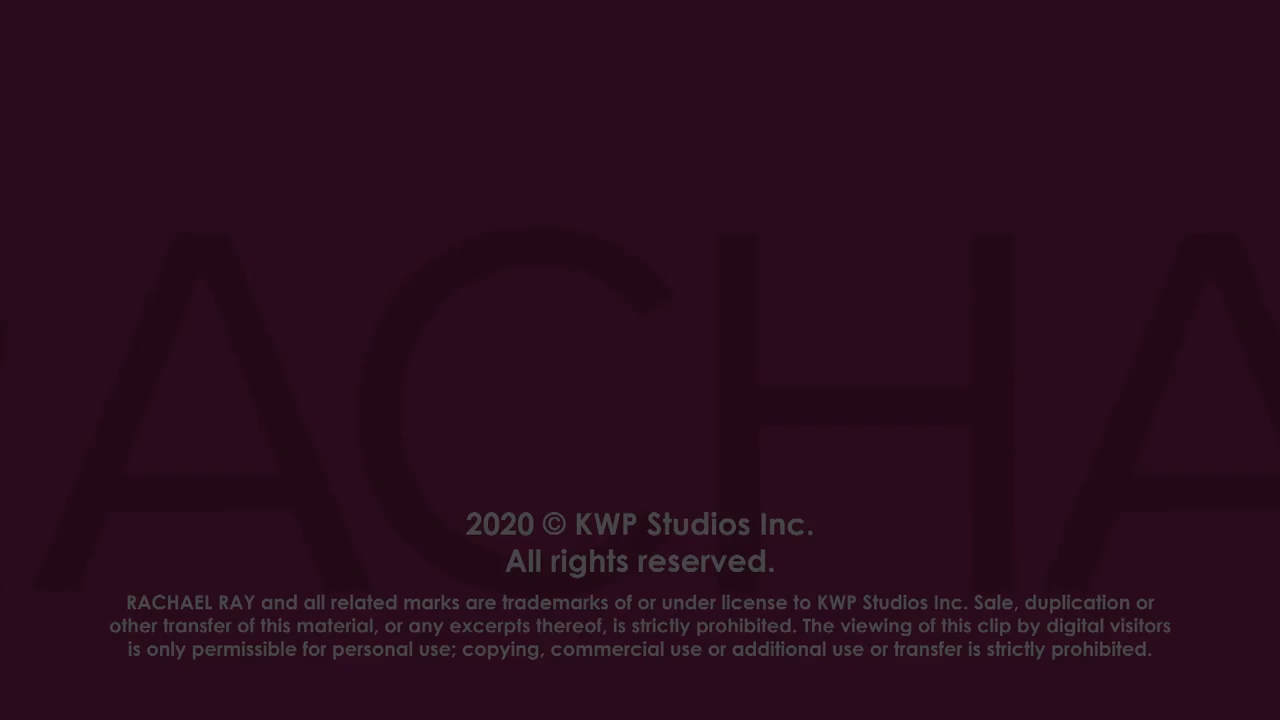 ACHA
2020 © KWP Studios Inc.
All rights reserved.
RACHAEL RAY and all related marks are trademarks of or under license to KWP Studios Inc. Sale, duplication or
other transfer of this material, or any excerpts thereof, is strictly prohibited. The viewing of this clip by digital visitors
is only permissible for personal use; copying, commercial use or additional use or transfer is strictly prohibited.